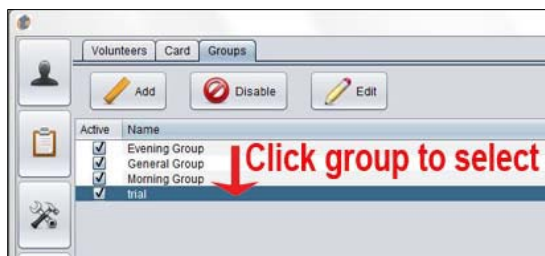 Volunteers Card Groups
Add Disable Edit
Active Name
Evening Group
General Group
Morning Group
trial
Click group to select